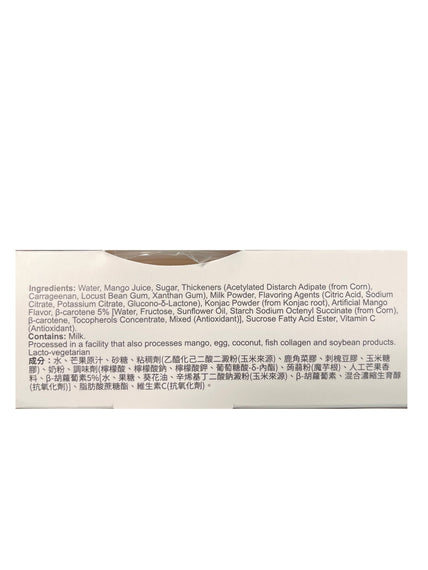 Ingredients: Water, Mango Juice, Sugar, Thickeners (Acetylated Distarch Adipate (from Corn),
Carrageenan, Locust Bean Gum, Xanthan Gum), Milk Powder, Flavoring Agents (Citric Acid, Sodium
Citrate, Potassium Citrate, Glucono-δ-Lactone), Konjac Powder (from Konjac root), Artificial Mango
Flavor, β-carotene 5% [Water, Fructose, Sunflower Oil, Starch Sodium Octenyl Succinate (from Corn),
β-carotene, Tocopherols Concentrate, Mixed (Antioxidant)], Sucrose Fatty Acid Ester, Vitamin C
(Antioxidant).
Contains: Milk.
Processed in a facility that also processes mango, egg, coconut, fish collagen and soybean products.
Lacto-vegetarian
成分：水、芒果原汁、砂糖、粘稠劑(乙醯化己二酸二澱粉(玉米來源)、鹿角菜膠、刺槐豆膠、玉米糖
膠)、奶粉、調味劑(檸檬酸、檸檬酸鈉、檸檬酸鉀、葡萄糖酸-δ-內酯)、蒟蒻粉(魔芋根)、人工芒果香
料、β-胡蘿蔔素5%[水、果糖、葵花油、辛烯基丁二酸鈉澱粉(玉米來源)、β-胡蘿蔔素、混合濃縮生育醇
(抗氧化劑)]、脂肪酸蔗糖酯、維生素C(抗氧化劑)。